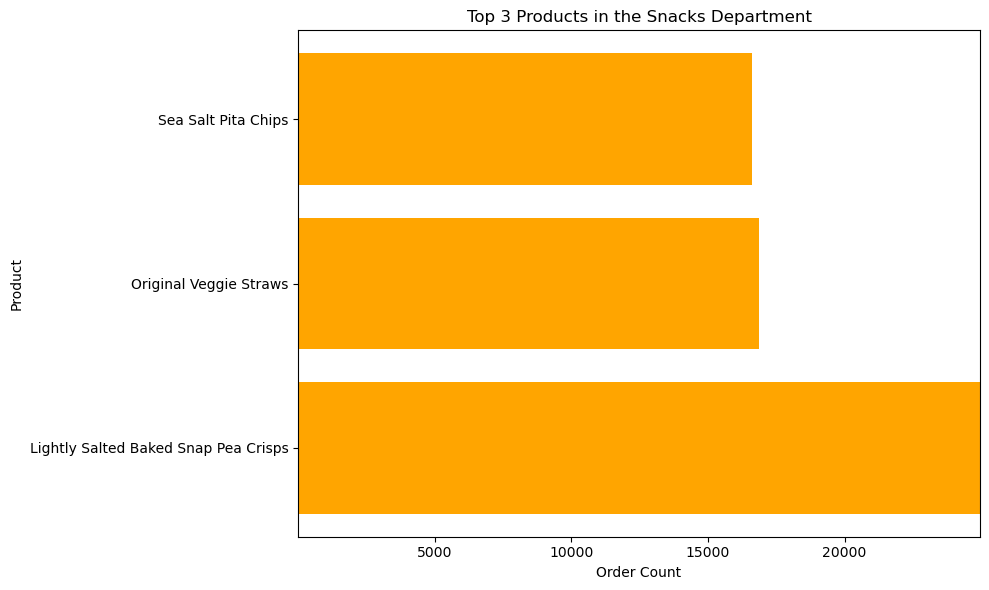 Top 3 Products in the Snacks Department
Product
Sea Salt Pita Chips
Original Veggie Straws
Lightly Salted Baked Snap Pea Crisps
5000 10000 15000 20000
Order Count